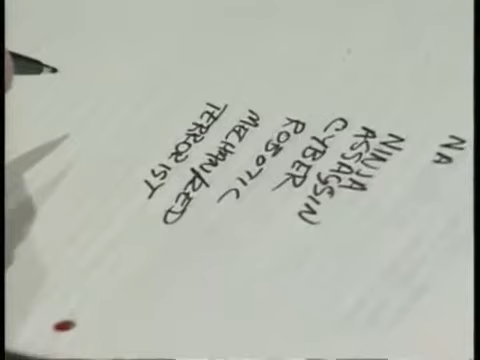 NA
NINJA
ASSASSIN
CYBER
ROBOTIC
MECHANIZED
TERRORIST